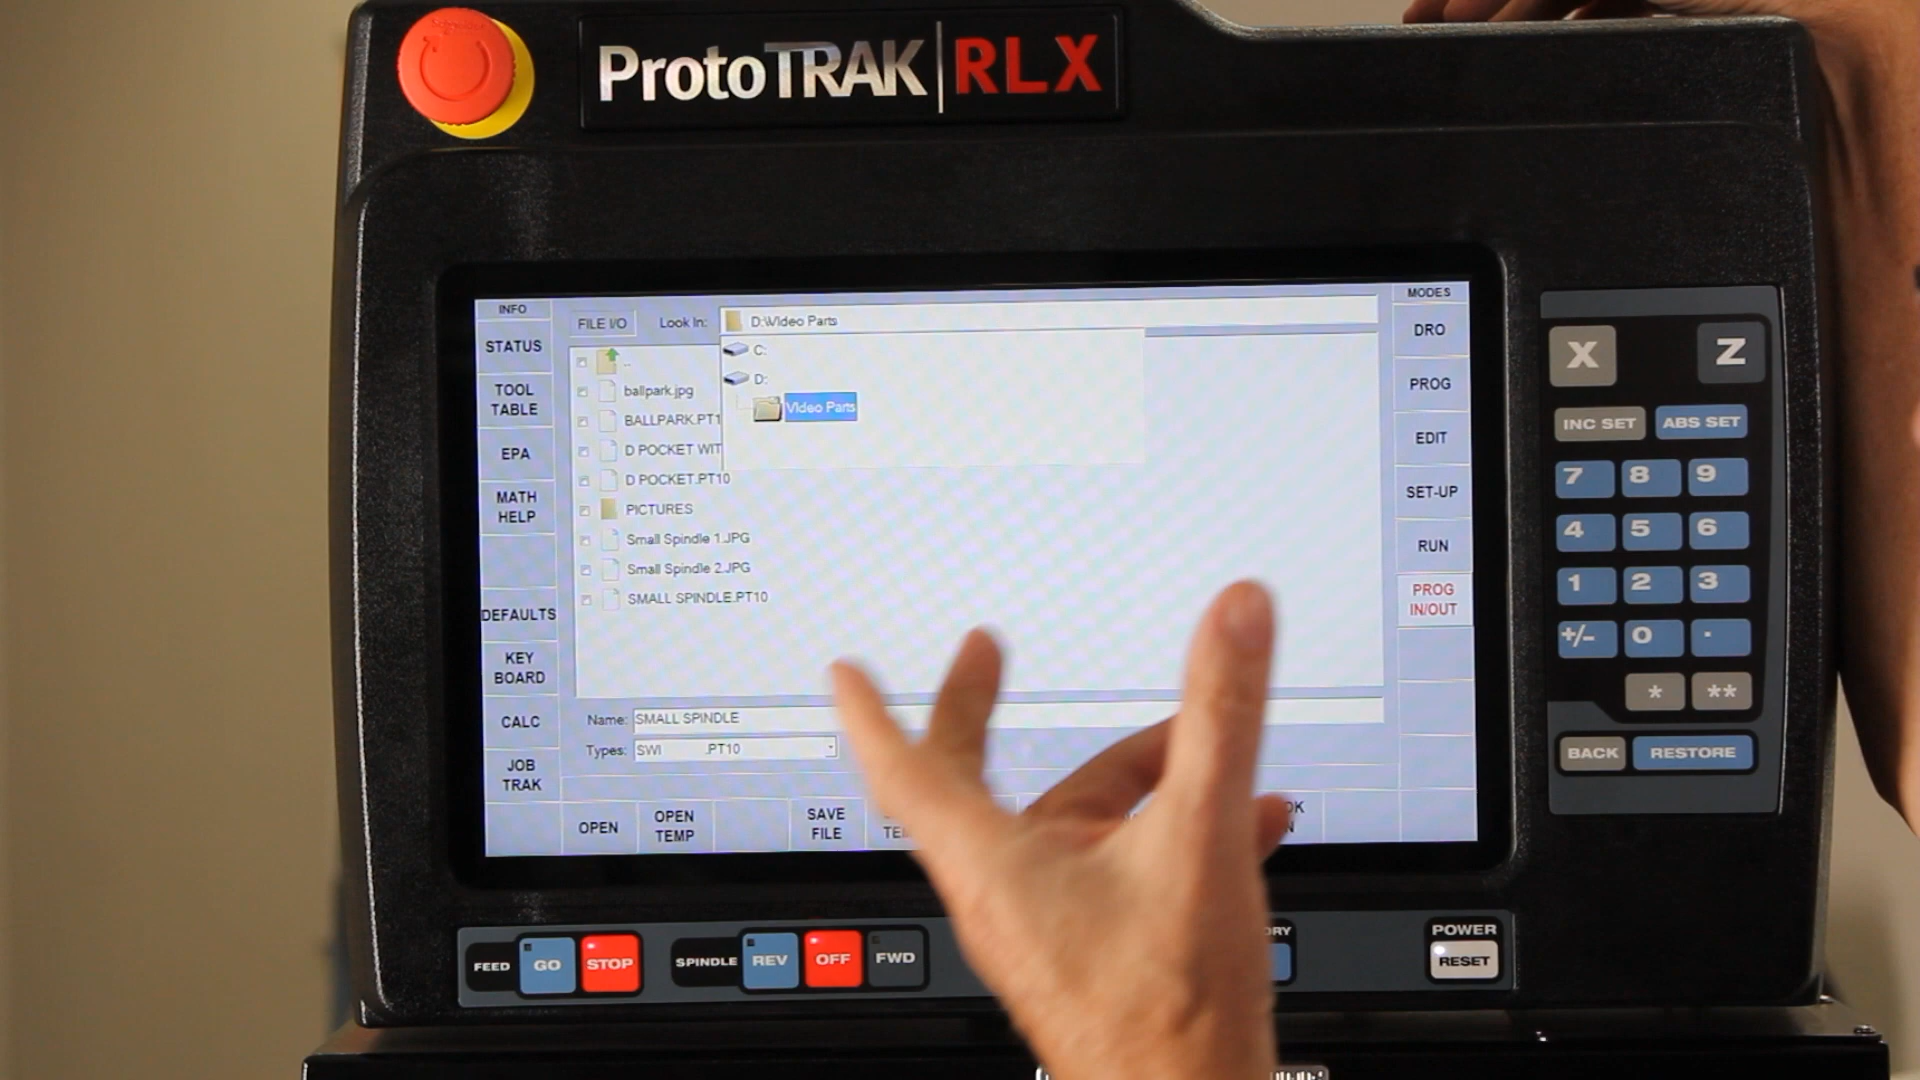 ProtoTRAK RLX
INFO
STATUS
TOOL
TABLE
EPA
MATH
HELP
DEFAULTS
KEY
BOARD
CALC
JOB
TRAK
FILE I/O
Look In:
D:\Video Parts
C:
D:
Video Parts
..
ballpark.jpg
BALLPARK.PT1
D POCKET WIT
D POCKET.PT10
PICTURES
Small Spindle 1.JPG
Small Spindle 2.JPG
SMALL SPINDLE.PT10
Name: SMALL SPINDLE
Types: SWI .PT10
OPEN
OPEN
TEMP
SAVE
FILE
MODES
DRO
PROG
EDIT
SET-UP
RUN
PROG
IN/OUT
X Z
INC SET ABS SET
7 8 9
4 5 6
1 2 3
+/- 0 .
* **
BACK RESTORE
FEED GO STOP
SPINDLE REV OFF FWD
POWER
RESET